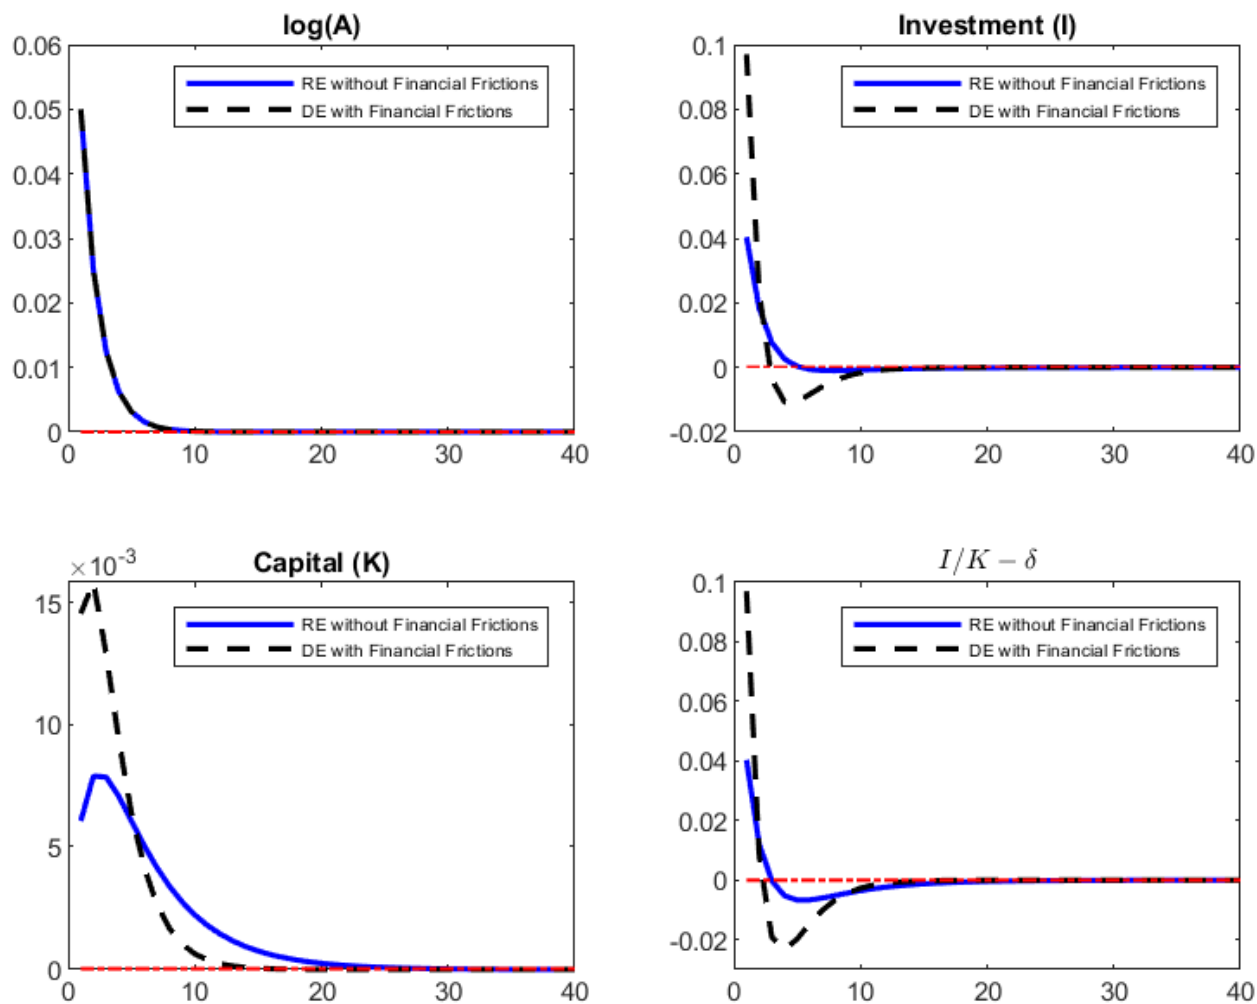 log(A)
0.06
0.05
0.04
0.03
0.02
0.01
0
0 10 20 30 40
RE without Financial Frictions
DE with Financial Frictions
Investment (I)
0.1
0.08
0.06
0.04
0.02
0
-0.02
0 10 20 30 40
RE without Financial Frictions
DE with Financial Frictions
×10-3
Capital (K)
15
10
5
0
0 10 20 30 40
RE without Financial Frictions
DE with Financial Frictions
I/K − δ
0.1
0.08
0.06
0.04
0.02
0
-0.02
0 10 20 30 40
RE without Financial Frictions
DE with Financial Frictions